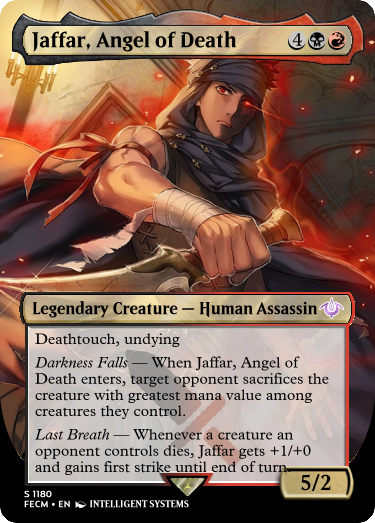 Jaffar, Angel of Death 4
Legendary Creature — Human Assassin
Deathtouch, undying
Darkness Falls — When Jaffar, Angel of
Death enters, target opponent sacrifices the
creature with greatest mana value among
creatures they control.
Last Breath — Whenever a creature an
opponent controls dies, Jaffar gets +1/+0
and gains first strike until end of turn.
5/2
S 1180
FECM • EN INTELLIGENT SYSTEMS